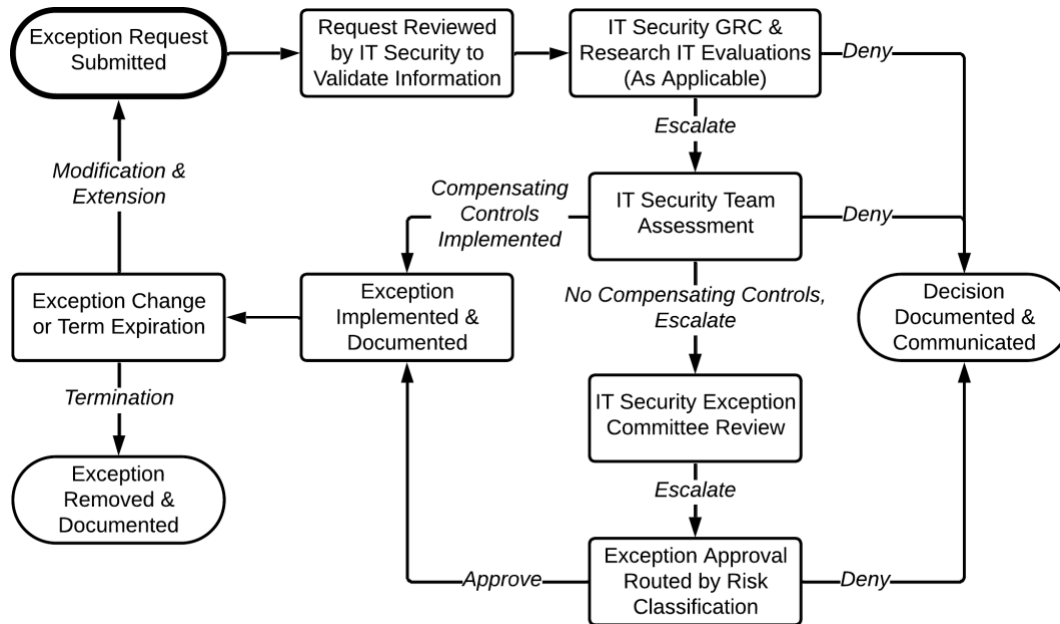 Exception Request
Submitted
Request Reviewed
by IT Security to
Validate Information
IT Security GRC &
Research IT Evaluations
(As Applicable)
Deny
Escalate
Modification &
Extension
Compensating
Controls
Implemented
IT Security Team
Assessment
Deny
Exception Change
or Term Expiration
Exception
Implemented &
Documented
No Compensating Controls,
Escalate
Decision
Documented &
Communicated
Termination
IT Security Exception
Committee Review
Exception
Removed &
Documented
Escalate
Approve
Exception Approval
Routed by Risk
Classification
Deny